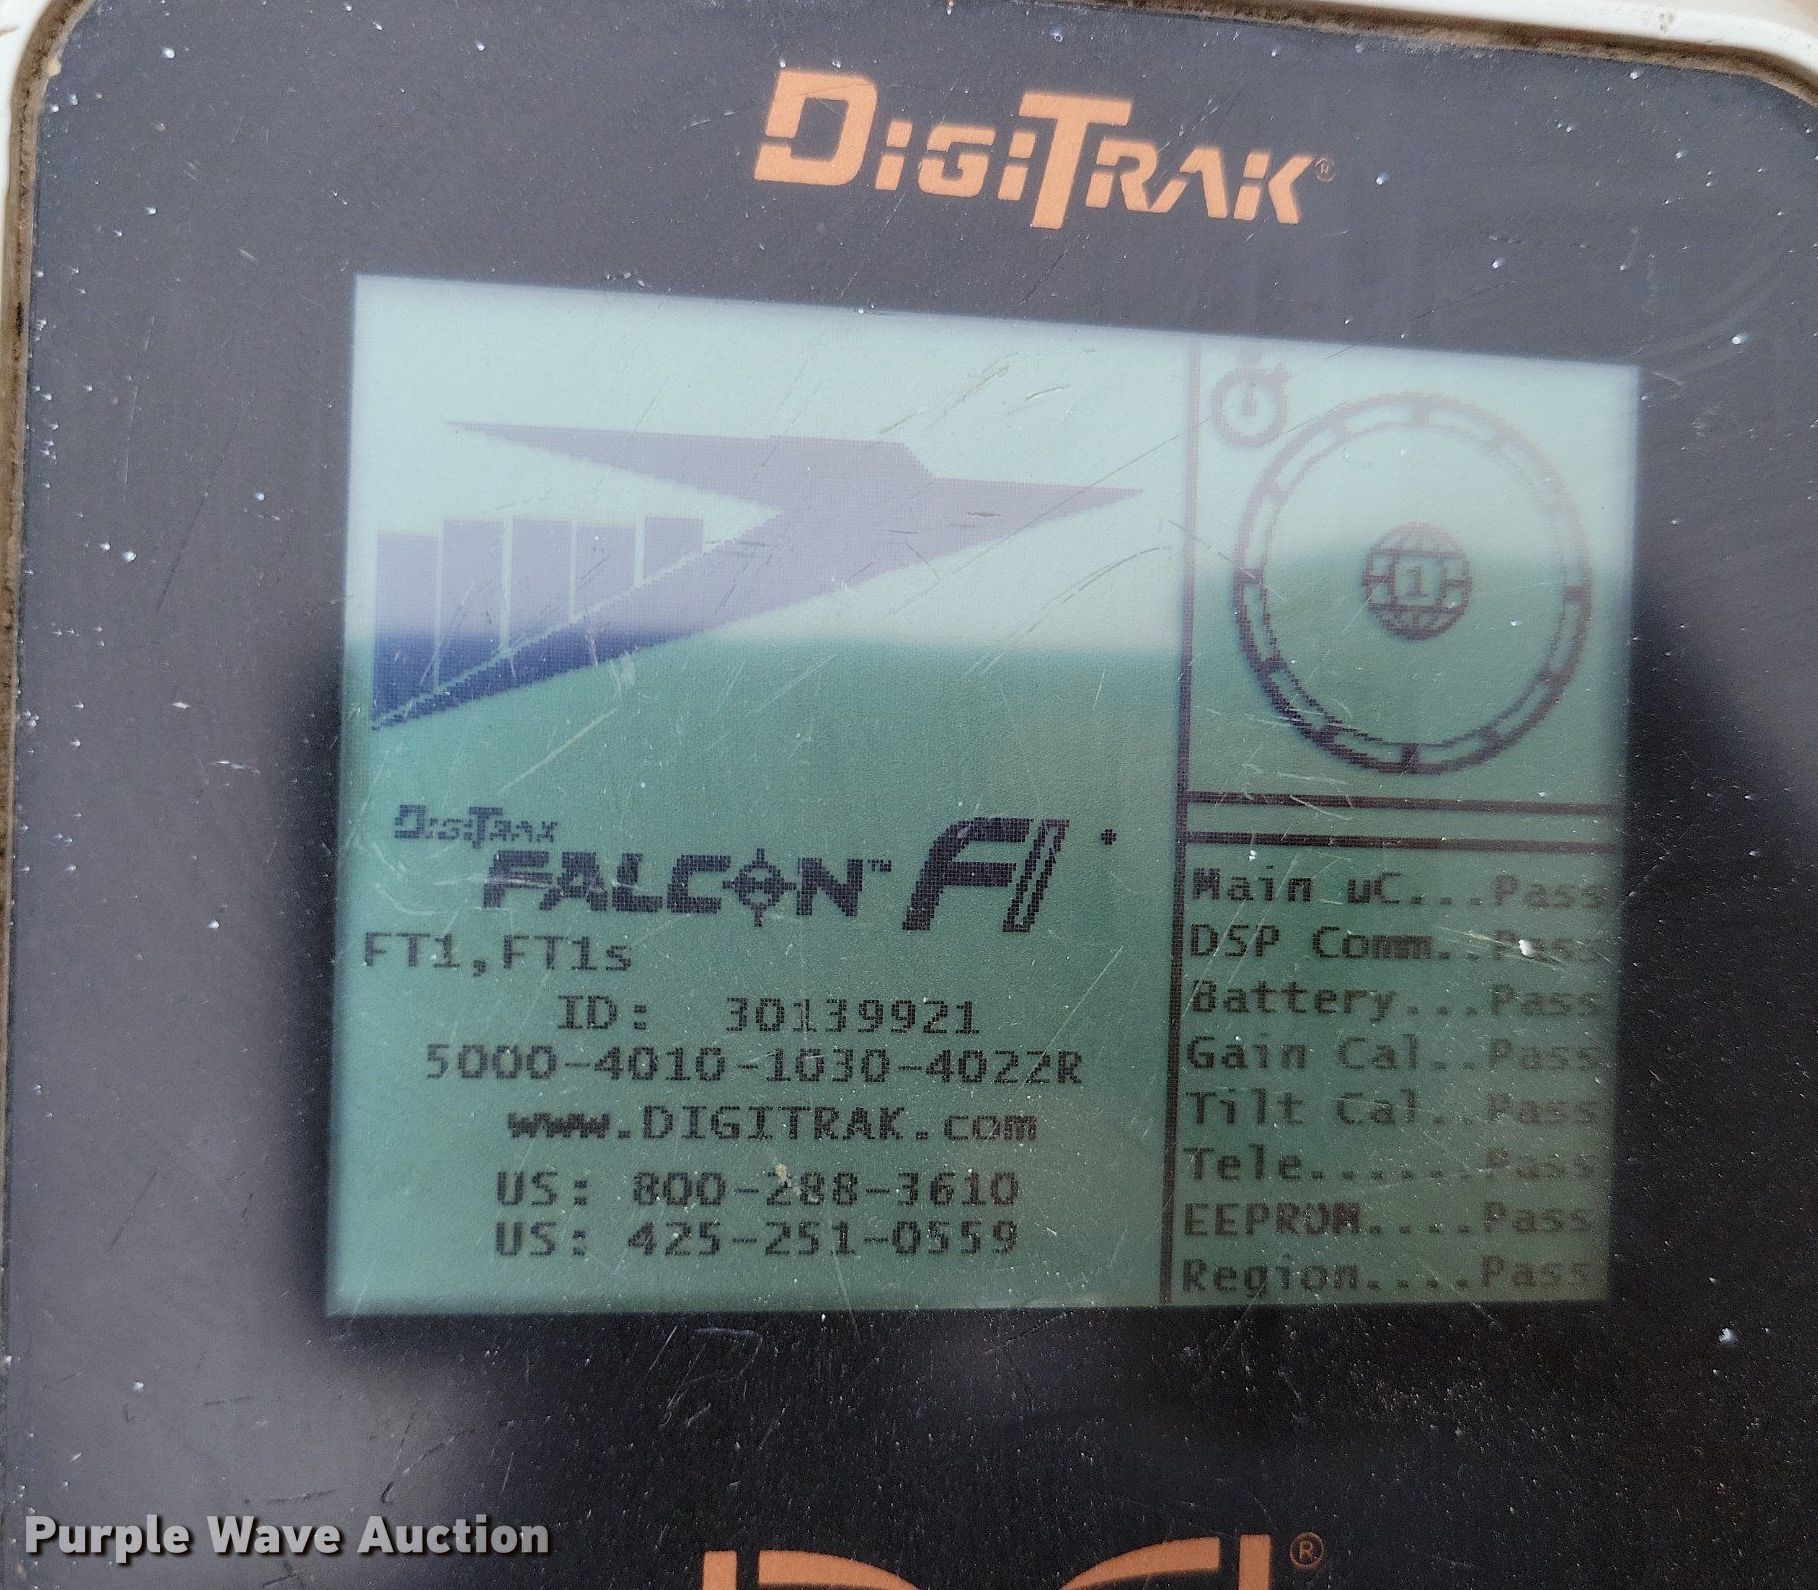 DIGITRAK®
1
DIGITRAK
FALCON™ F1
FT1,FT1s
ID: 30139921
5000-4010-1030-4022R
www.DIGITRAK.com
US: 800-288-3610
US: 425-251-0559
Main uC...Pass
DSP Comm..Pass
Battery...Pass
Gain Cal..Pass
Tilt Cal..Pass
Tele......Pass
EEPROM....Pass
Region....Pass
Purple Wave Auction
®